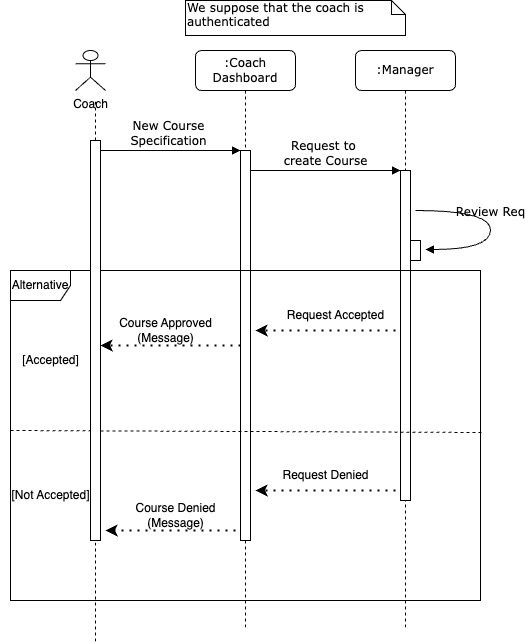 We suppose that the coach is
authenticated
:Coach
Dashboard
:Manager
Coach
New Course
Specification
Request to
create Course
Review Req
Alternative
Request Accepted
Course Approved
(Message)
[Accepted]
Request Denied
[Not Accepted]
Course Denied
(Message)